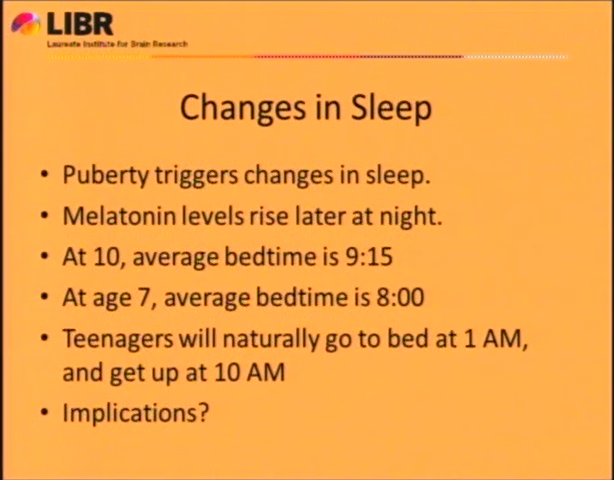 LIBR
Laureate Institute for Brain Research
Changes in Sleep
• Puberty triggers changes in sleep.
• Melatonin levels rise later at night.
• At 10, average bedtime is 9:15
• At age 7, average bedtime is 8:00
• Teenagers will naturally go to bed at 1 AM,
and get up at 10 AM
• Implications?